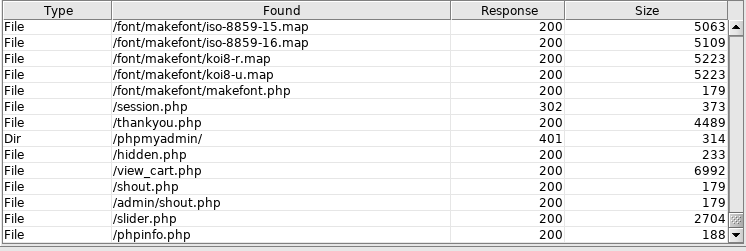 Type Found Response Size
File /font/makefont/iso-8859-15.map 200 5063
File /font/makefont/iso-8859-16.map 200 5109
File /font/makefont/koi8-r.map 200 5223
File /font/makefont/koi8-u.map 200 5223
File /font/makefont/makefont.php 200 179
File /session.php 302 373
File /thankyou.php 200 4489
Dir /phpmyadmin/ 401 314
File /hidden.php 200 233
File /view_cart.php 200 6992
File /shout.php 200 179
File /admin/shout.php 200 179
File /slider.php 200 2704
File /phpinfo.php 200 188